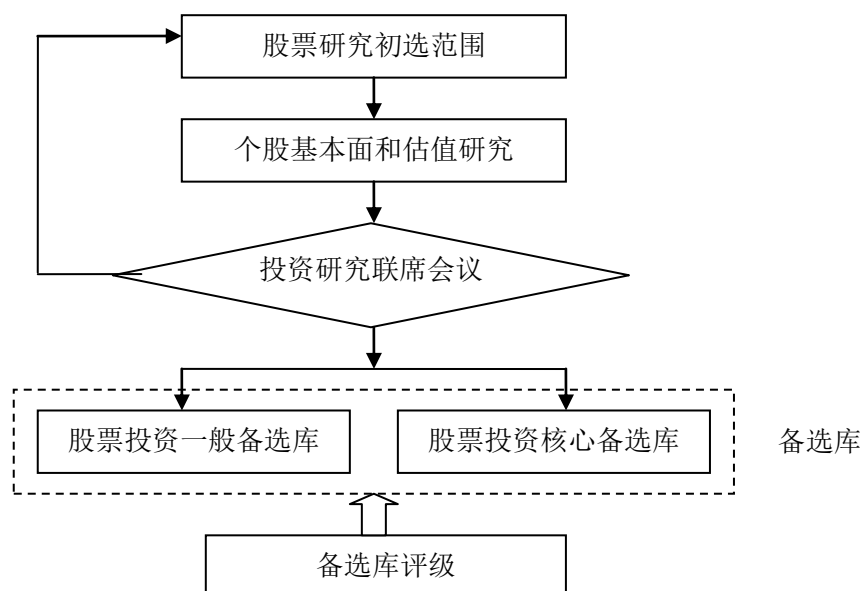 股票研究初选范围
个股基本面和估值研究
投资研究联席会议
股票投资一般备选库
股票投资核心备选库
备选库
备选库评级